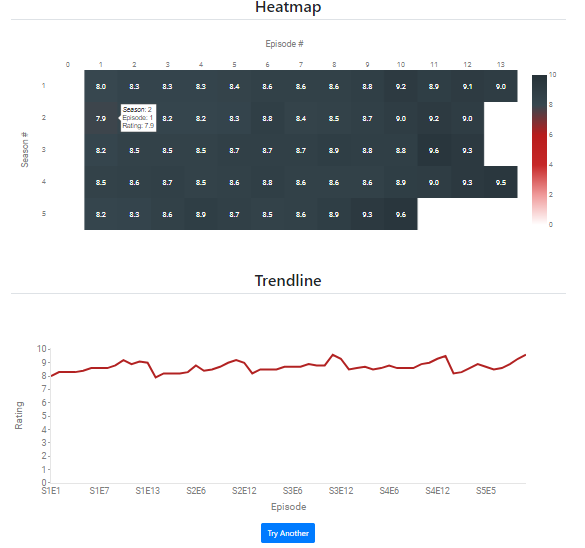 Heatmap
Episode #
0 1 2 3 4 5 6 7 8 9 10 11 12 13
Season #
1 8.0 8.3 8.3 8.3 8.4 8.6 8.6 8.6 8.8 9.2 8.9 9.1 9.0
2 7.9 8.2 8.2 8.3 8.8 8.4 8.5 8.7 9.0 9.2 9.0
Season: 2
Episode: 1
Rating: 7.9
3 8.2 8.5 8.5 8.5 8.7 8.7 8.7 8.9 8.8 8.8 9.6 9.3
4 8.5 8.6 8.7 8.5 8.6 8.8 8.6 8.6 8.6 8.9 9.0 9.3 9.5
5 8.2 8.3 8.6 8.9 8.7 8.5 8.6 8.9 9.3 9.6
10
8
6
4
2
0
Trendline
Rating
10
9
8
7
6
5
4
3
2
1
0
S1E1 S1E7 S1E13 S2E6 S2E12 S3E6 S3E12 S4E6 S4E12 S5E5
Episode
Try Another